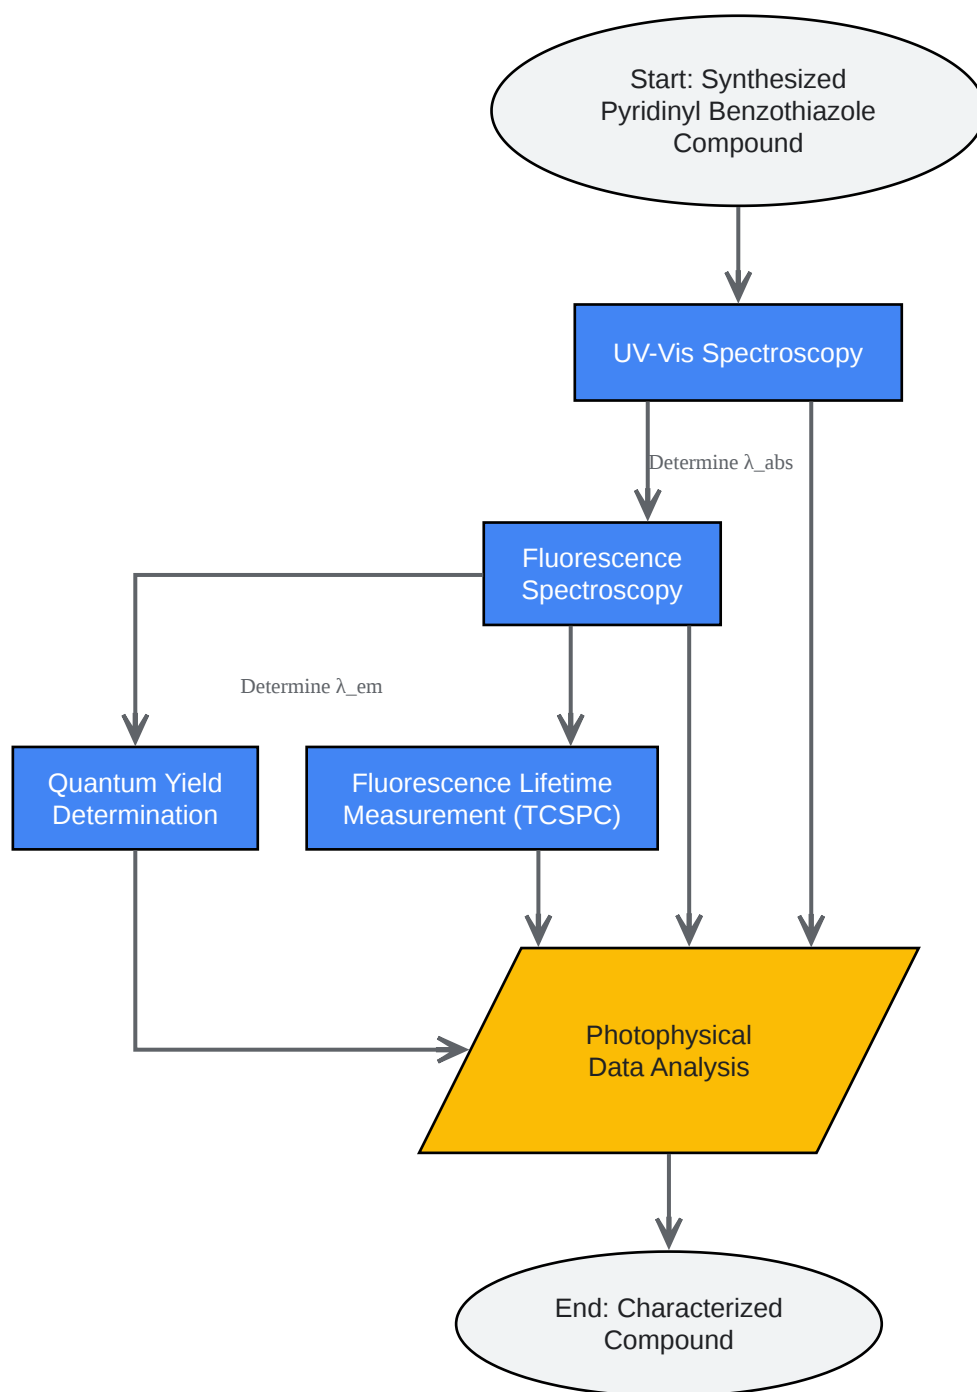 Start: Synthesized
Pyridinyl Benzothiazole
Compound
UV-Vis Spectroscopy
Determine λ_abs
Fluorescence
Spectroscopy
Determine λ_em
Quantum Yield
Determination
Fluorescence Lifetime
Measurement (TCSPC)
Photophysical
Data Analysis
End: Characterized
Compound